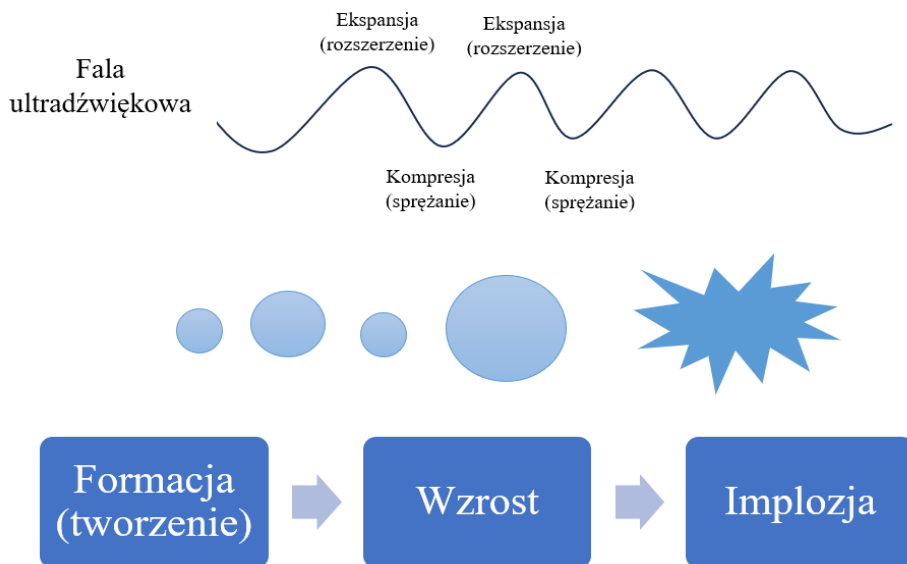 Ekspansja
(rozszerzenie)
Ekspansja
(rozszerzenie)
Fala
ultradźwiękowa
Kompresja
(sprężanie)
Kompresja
(sprężanie)
Formacja
(tworzenie)
Wzrost
Implozja